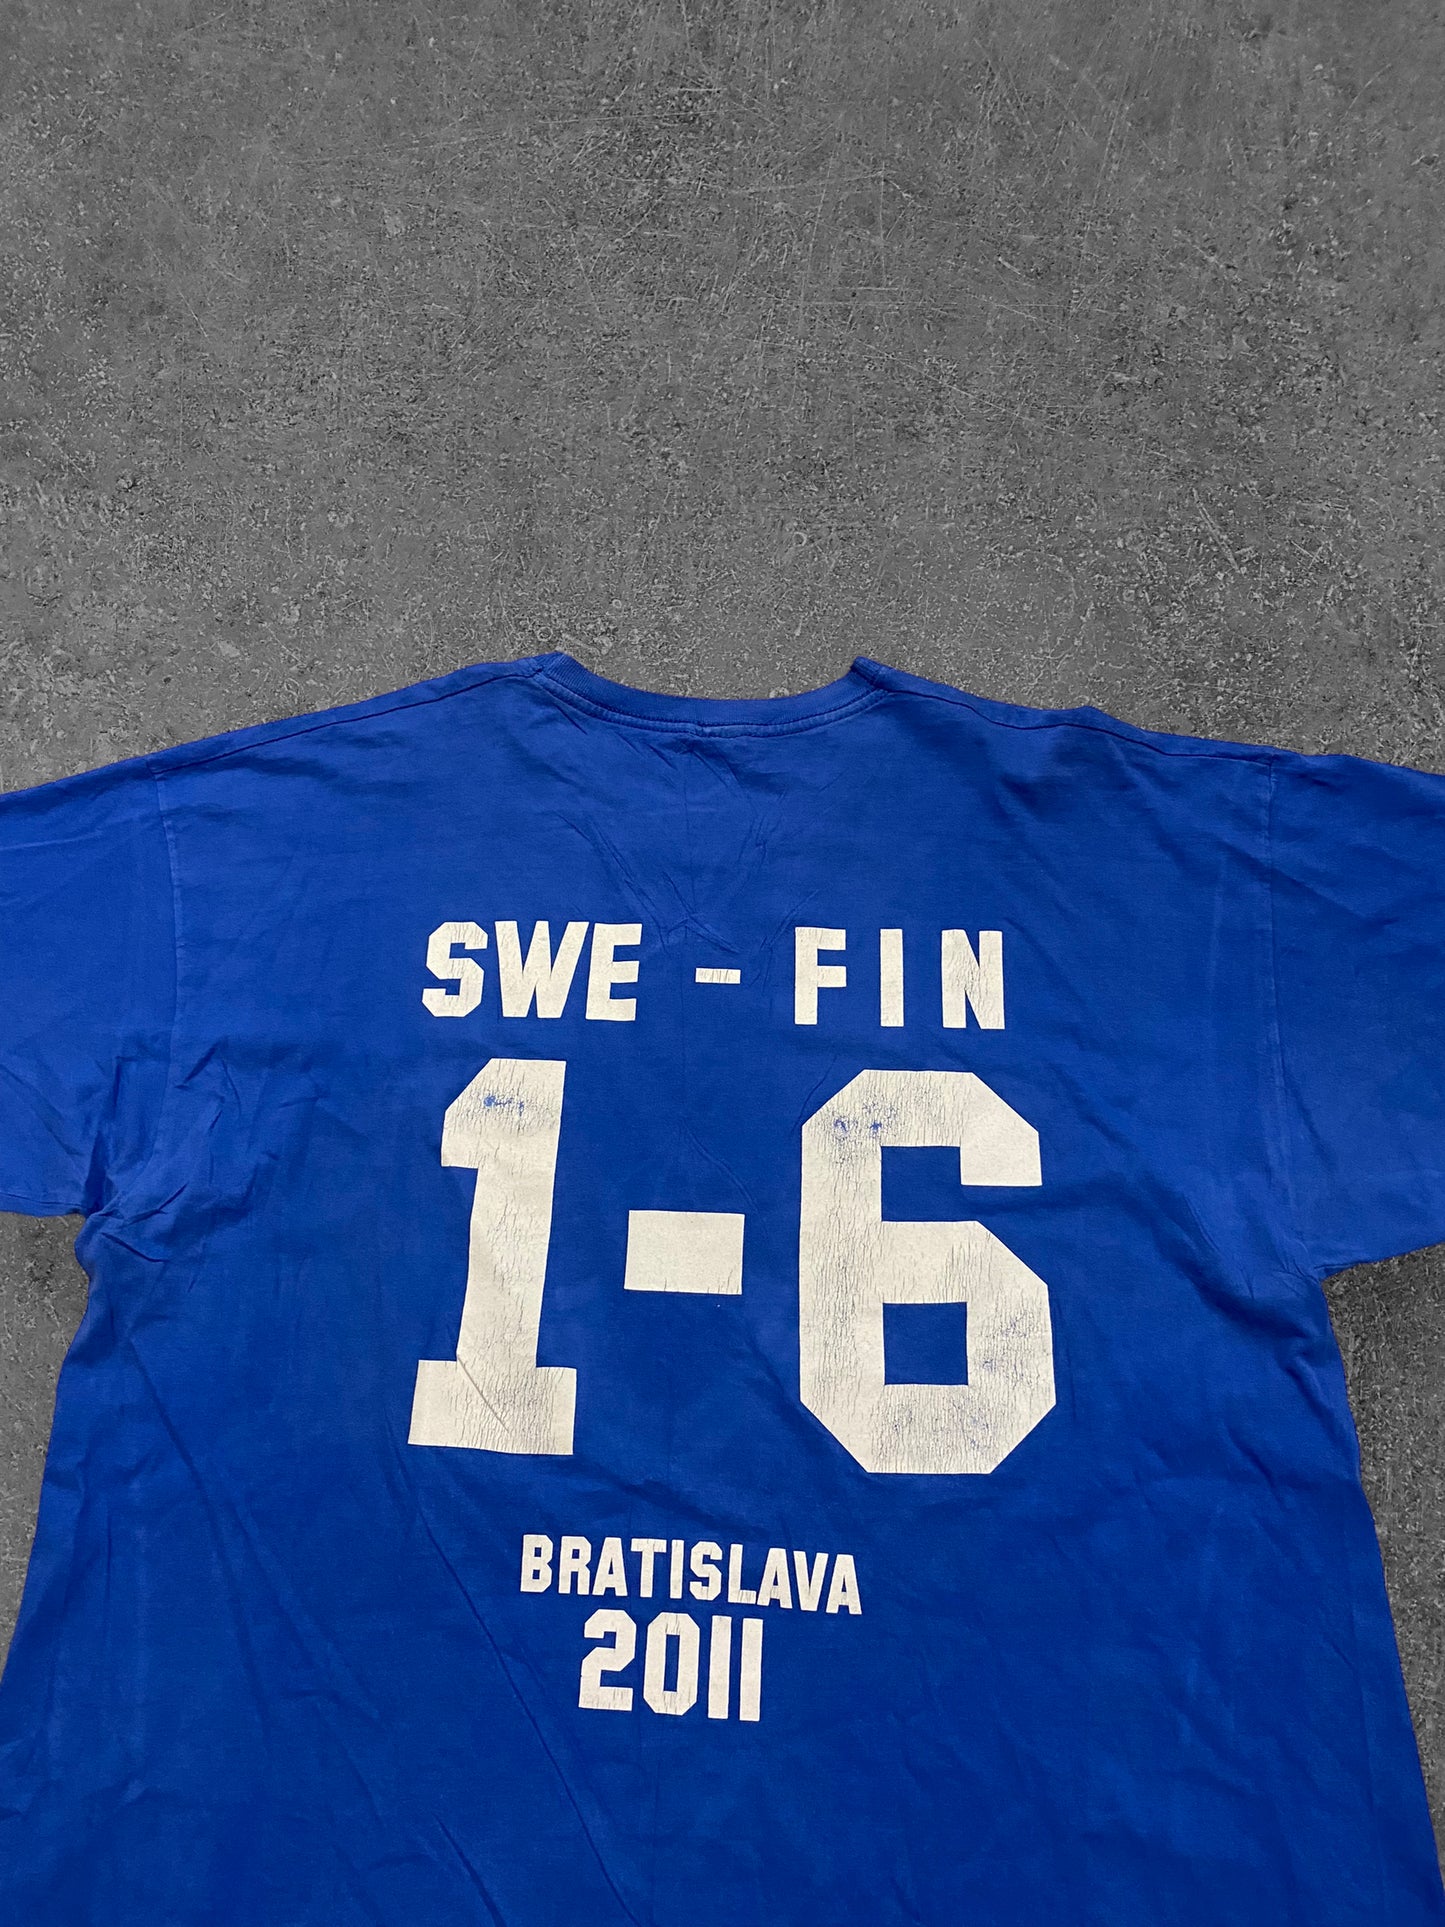 SWE - FIN
1-6
BRATISLAVA
2011